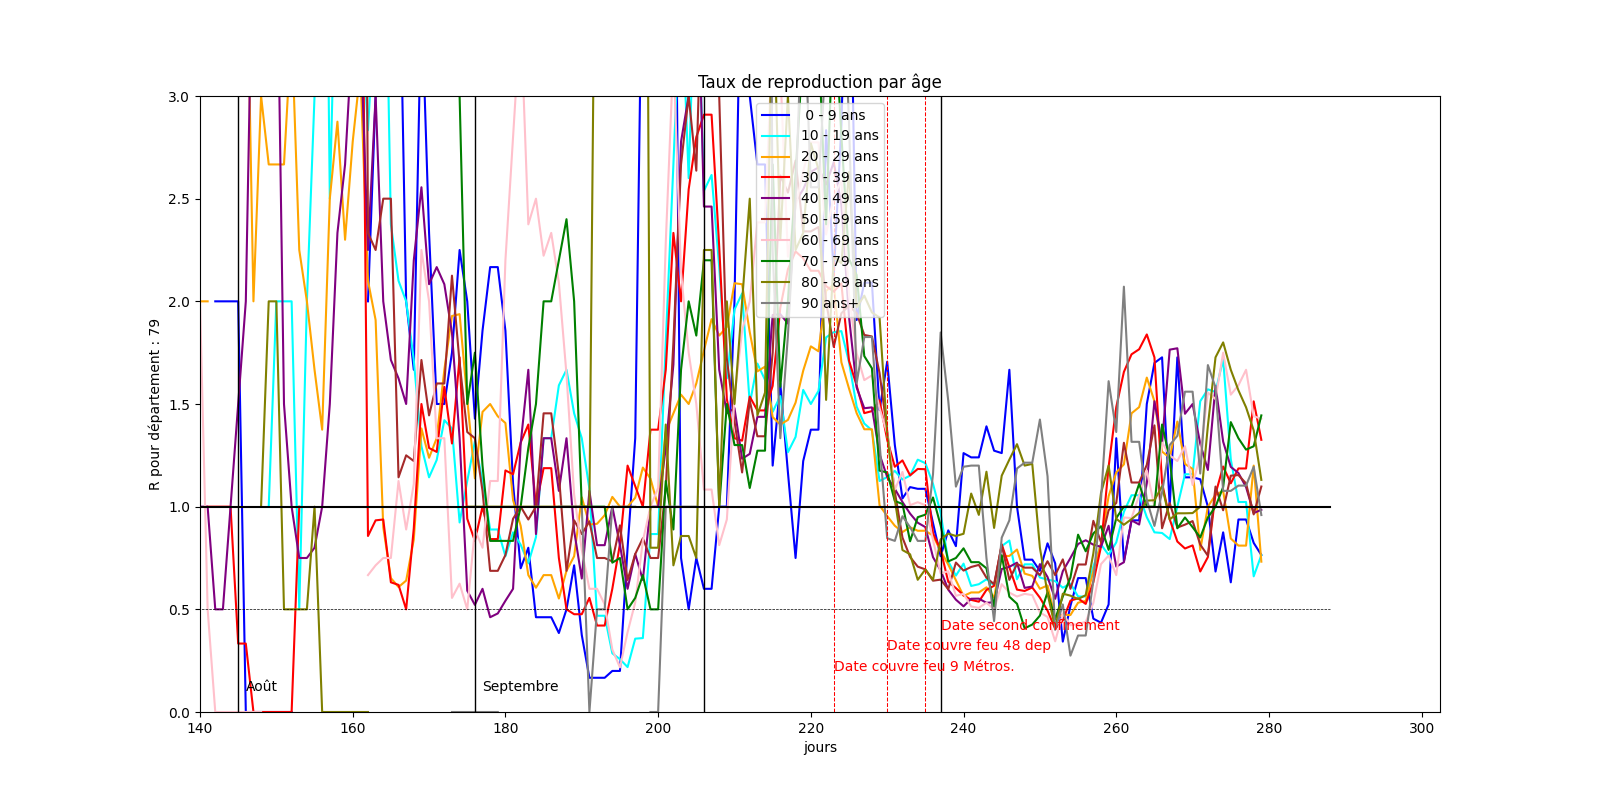 Taux de reproduction par âge
3.0
2.5
2.0
1.5
1.0
0.5
0.0
R pour département : 79
0 - 9 ans
10 - 19 ans
20 - 29 ans
30 - 39 ans
40 - 49 ans
50 - 59 ans
60 - 69 ans
70 - 79 ans
80 - 89 ans
90 ans+
Date second confinement
Date couvre feu 48 dep
Date couvre feu 9 Métros.
Août
Septembre
140 160 180 200 220 240 260 280 300
jours